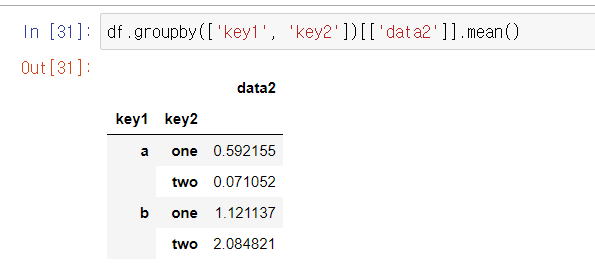 In [31]: df.groupby(['key1', 'key2'])[['data2']].mean()
Out[31]:
data2
key1 key2
a one 0.592155
two 0.071052
b one 1.121137
two 2.084821